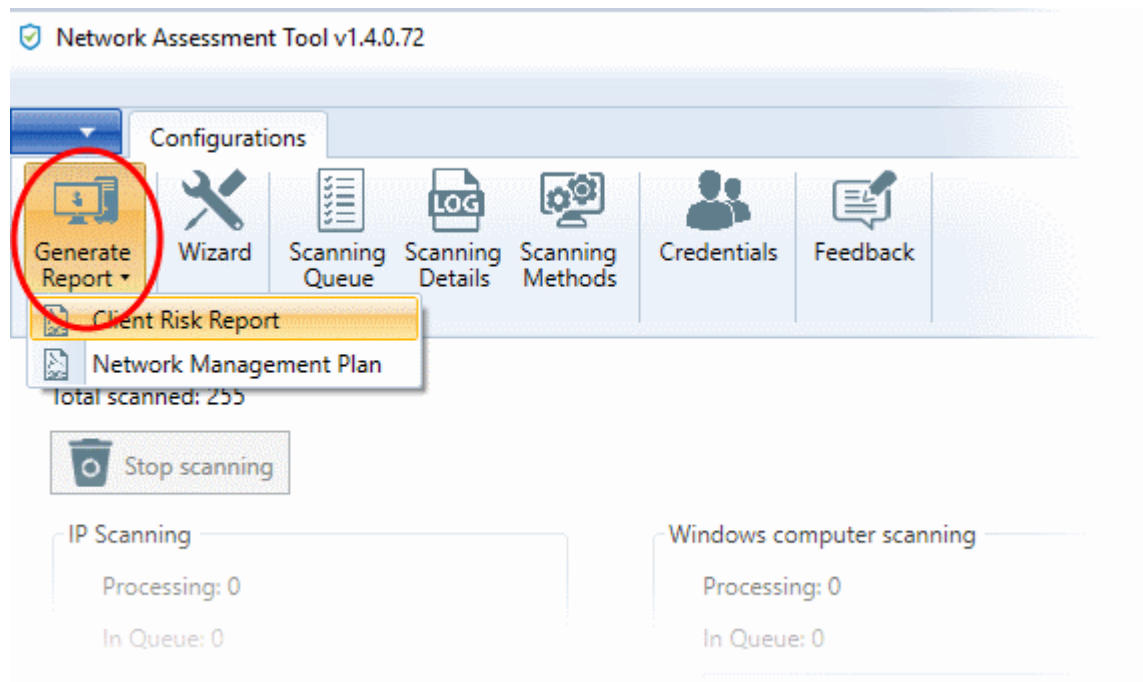 Network Assessment Tool v1.4.0.72
Configurations
Generate Report
Wizard
Scanning Queue
LOG
Scanning Details
Scanning Methods
Credentials
Feedback
Client Risk Report
Network Management Plan
Total scanned: 255
Stop scanning
IP Scanning
Processing: 0
In Queue: 0
Windows computer scanning
Processing: 0
In Queue: 0